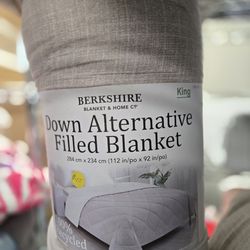 BERKSHIRE
BLANKET & HOME Cº
King
Down Alternative
Filled Blanket
284 cm x 234 cm (112 in/po x 92 in/po)